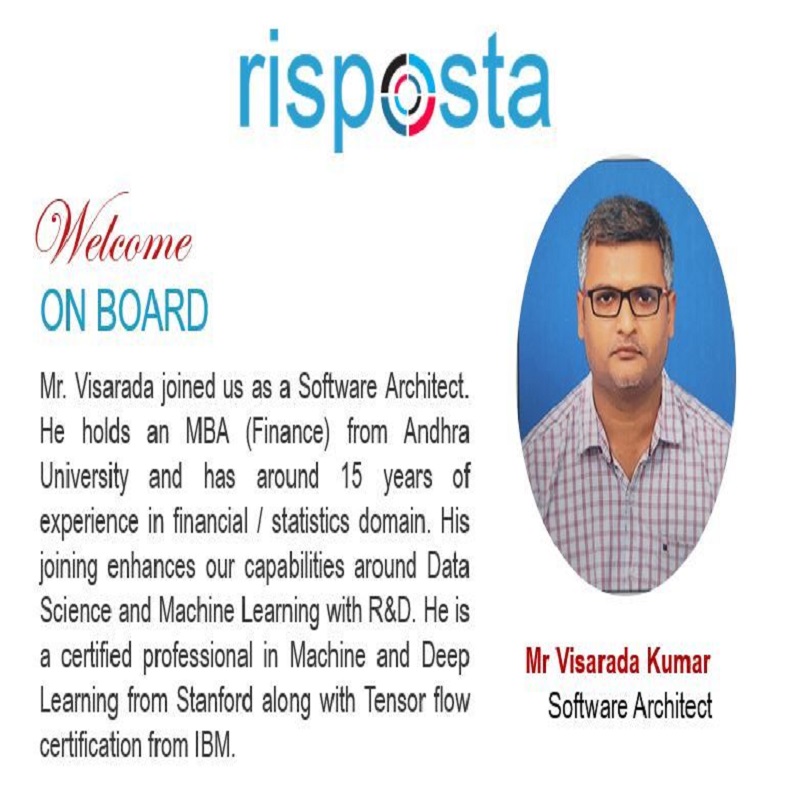 risposta
Welcome
ON BOARD
Mr. Visarada joined us as a Software Architect.
He holds an MBA (Finance) from Andhra
University and has around 15 years of
experience in financial / statistics domain. His
joining enhances our capabilities around Data
Science and Machine Learning with R&D. He is
a certified professional in Machine and Deep
Learning from Stanford along with Tensor flow
certification from IBM.
Mr Visarada Kumar
Software Architect